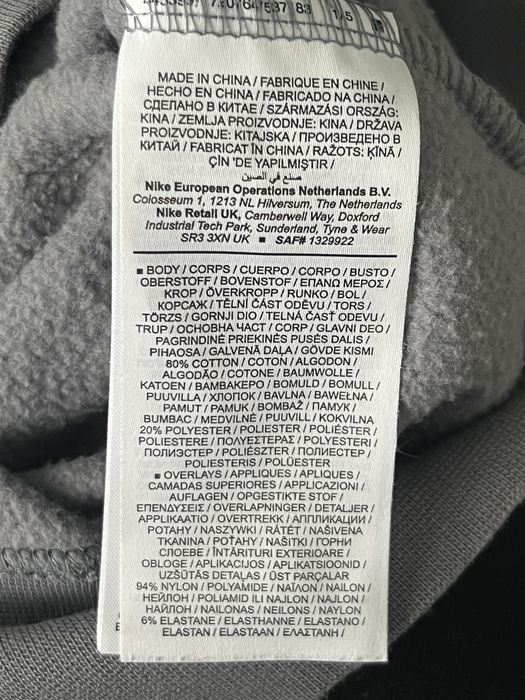 MADE IN CHINA / FABRIQUE EN CHINE /
HECHO EN CHINA / FABRICADO NA CHINA /
СДЕЛАНО В КИТАЕ / SZÁRMAZÁSI ORSZÁG:
KINA / ZEMLJA PROIZVODNJE: KINA / DRŽAVA
PROIZVODNJE: KITAJSKA / ПРОИЗВЕДЕНО В
КИТАЙ / FABRICAT ÎN CHINA / RAŽOTS: ĶĪNĀ /
ÇİN 'DE YAPILMIŞTIR /
صنع في الصين
Nike European Operations Netherlands B.V.
Colosseum 1, 1213 NL Hilversum, The Netherlands
Nike Retail UK, Camberwell Way, Doxford
Industrial Tech Park, Sunderland, Tyne & Wear
SR3 3XN UK ■ SAF# 1329922
■ BODY / CORPS / CUERPO / CORPO / BUSTO /
OBERSTOFF / BOVENSTOF / ΕΠΑΝΩ ΜΕΡΟΣ /
KROP / ÖVERKROPP / RUNKO / BOL /
КОРСАЖ / TĚLNÍ ČÁST ODĚVU / TORS /
TÖRZS / GORNJI DIO / TELNÁ ČASŤ ODEVU /
TRUP / ОСНОВНА ЧАСТ / CORP / GLAVNI DEO /
PAGRINDINĖ PRIEKINĖS PUSĖS DALIS /
PIHAOSA / GALVENĀ DAĻA / GÖVDE KISMI
80% COTTON / COTON / ALGODÓN /
ALGODÃO / COTONE / BAUMWOLLE /
KATOEN / ΒΑΜΒΑΚΕΡΟ / BOMULD / BOMULL /
PUUVILLA / ХЛОПОК / BAVLNA / BAWEŁNA /
PAMUT / PAMUK / BOMBAŽ / ПАМУК /
BUMBAC / MEDVILNĖ / PUUVILL / KOKVILNA
20% POLYESTER / POLIESTER / POLIÉSTER /
POLIESTERE / ΠΟΛΥΕΣΤΕΡΑΣ / POLYESTERI /
ПОЛИЭСТЕР / POLIÉSZTER / ПОЛИЕСТЕР /
POLIESTERIS / POLÜESTER
■ OVERLAYS / APPLIQUES / APLIQUES /
CAMADAS SUPERIORES / APPLICAZIONI /
AUFLAGEN / OPGESTIKTE STOF /
ΕΠΕΝΔΥΣΕΙΣ / OVERLAPNINGER / DETALJER /
APPLIKAATIO / OVERTREKK / АППЛИКАЦИИ /
POTAHY / NASZYWKI / RÁTÉT / NAŠIVENA
TKANINA / POŤAHY / NAŠITKI / ГОРНИ
СЛОЕВЕ / ÎNTĂRITURI EXTERIOARE /
OBLOGE / APLIKACIJOS / APLIKATSIOONID /
UZŠŪTĀS DETAĻAS / ÜST PARÇALAR
94% NYLON / POLYAMIDE / ΝΑΪΛΟΝ / NAILON /
НЕЙЛОН / POLIAMID ILI NAJLON / NAJLON /
НАЙЛОН / NAILONAS / NEILONS / NAYLON
6% ELASTANE / ELASTHANNE / ELASTANO /
ELASTAN / ELASTAAN / ΕΛΑΣΤΑΝΗ /